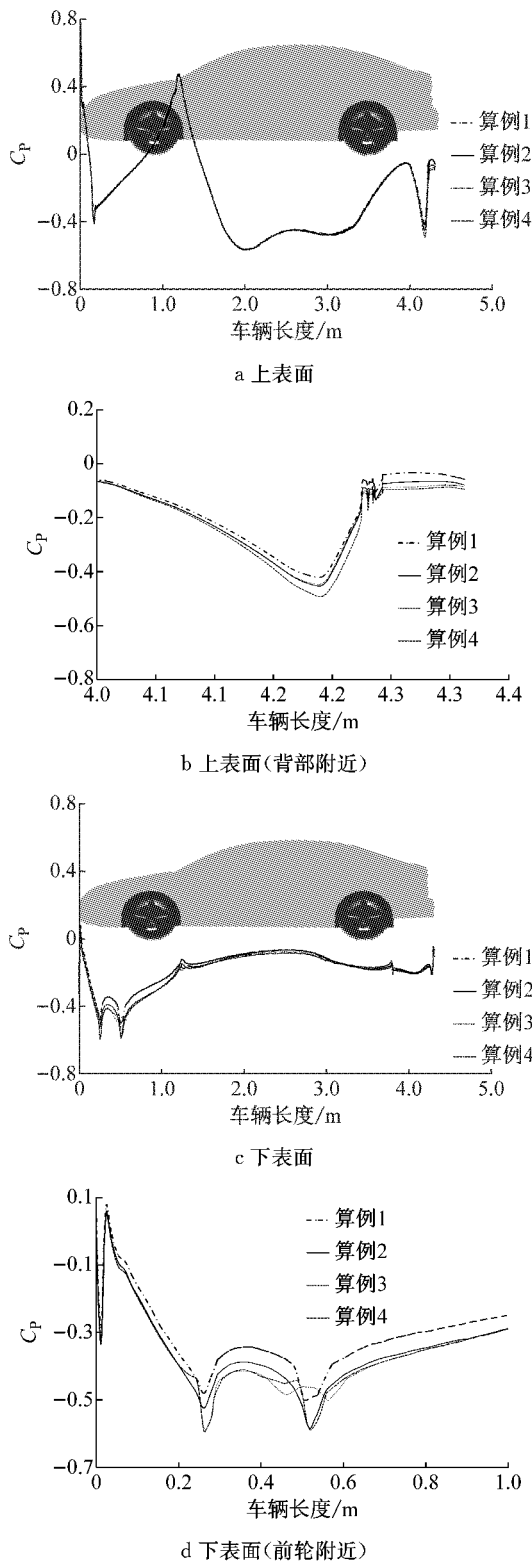 0.8
0.4
0
−0.4
−0.8
C_P
算例1
算例2
算例3
算例4
0
1.0
2.0
3.0
4.0
5.0
车辆长度/m
a 上表面
0.2
0
−0.2
−0.4
−0.6
−0.8
C_P
算例1
算例2
算例3
算例4
4.0
4.1
4.1
4.2
4.2
4.3
4.3
4.4
车辆长度/m
b 上表面(背部附近)
0.8
0.4
0
−0.4
−0.8
C_P
算例1
算例2
算例3
算例4
0
1.0
2.0
3.0
4.0
5.0
车辆长度/m
c 下表面
0.1
−0.1
−0.3
−0.5
−0.7
C_P
算例1
算例2
算例3
算例4
0
0.2
0.4
0.6
0.8
1.0
车辆长度/m
d 下表面(前轮附近)